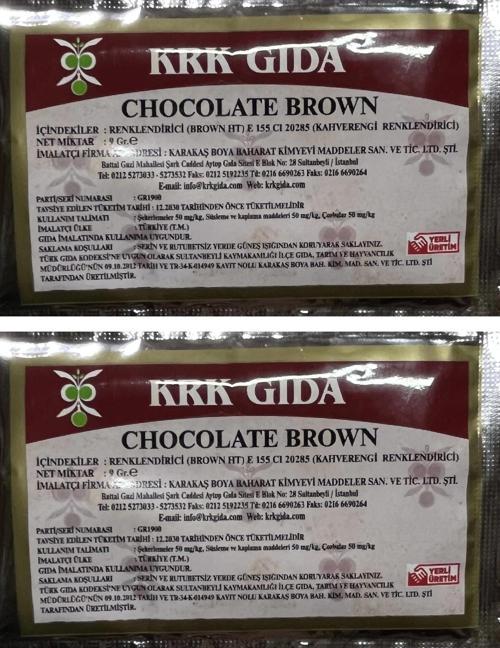 KRK GIDA
CHOCOLATE BROWN
İÇİNDEKİLER : RENKLENDİRİCİ (BROWN HT) E 155 CI 20285 (KAHVERENGİ RENKLENDİRİCİ)
NET MİKTAR : 9 Gr.e
İMALATÇI FİRMA ADRESİ : KARAKAŞ BOYA BAHARAT KİMYEVİ MADDELER SAN. VE TİC. LTD. ŞTİ.
Battal Gazi Mahallesi Şark Caddesi Aytop Gala Sitesi E Blok No: 28 Sultanbeyli / İstanbul
Tel: 0212 5273033 - 5273532 Faks: 0212 5192235 Tel: 0216 6690263 Faks: 0216 6690264
E-mail: info@krkgida.com Web: krkgida.com
PARTİ/SERİ NUMARASI : GR1900
TAVSİYE EDİLEN TÜKETİM TARİHİ : 12.2030 TARİHİNDEN ÖNCE TÜKETİLMELİDİR
KULLANIM TALİMATI : Şekerlemeler 50 mg/kg, Süsleme ve kaplama maddeleri 50 mg/kg, Çorbalar 50 mg/kg
İMALATÇI ÜLKE : TÜRKİYE (T.M.)
GIDA İMALATINDA KULLANIMA UYGUNDUR.
SAKLAMA KOŞULLARI : SERİN VE RUTUBETSİZ YERDE GÜNEŞ IŞIĞINDAN KORUYARAK SAKLAYINIZ.
TÜRK GIDA KODEKSİ'NE UYGUN OLARAK SULTANBEYLİ KAYMAKAMLIĞI İLÇE GIDA, TARIM VE HAYVANCILIK
MÜDÜRLÜĞÜ'NÜN 09.10.2012 TARİH VE TR-34-K-014949 KAYIT NOLU KARAKAŞ BOYA BAH. KİM. MAD. SAN. VE TİC. LTD. ŞTİ
TARAFINDAN ÜRETİLMİŞTİR.
YERLİ
ÜRETİM
KRK GIDA
CHOCOLATE BROWN
İÇİNDEKİLER : RENKLENDİRİCİ (BROWN HT) E 155 CI 20285 (KAHVERENGİ RENKLENDİRİCİ)
NET MİKTAR : 9 Gr.e
İMALATÇI FİRMA ADRESİ : KARAKAŞ BOYA BAHARAT KİMYEVİ MADDELER SAN. VE TİC. LTD. ŞTİ.
Battal Gazi Mahallesi Şark Caddesi Aytop Gala Sitesi E Blok No: 28 Sultanbeyli / İstanbul
Tel: 0212 5273033 - 5273532 Faks: 0212 5192235 Tel: 0216 6690263 Faks: 0216 6690264
E-mail: info@krkgida.com Web: krkgida.com
PARTİ/SERİ NUMARASI : GR1900
TAVSİYE EDİLEN TÜKETİM TARİHİ : 12.2030 TARİHİNDEN ÖNCE TÜKETİLMELİDİR
KULLANIM TALİMATI : Şekerlemeler 50 mg/kg, Süsleme ve kaplama maddeleri 50 mg/kg, Çorbalar 50 mg/kg
İMALATÇI ÜLKE : TÜRKİYE (T.M.)
GIDA İMALATINDA KULLANIMA UYGUNDUR.
SAKLAMA KOŞULLARI : SERİN VE RUTUBETSİZ YERDE GÜNEŞ IŞIĞINDAN KORUYARAK SAKLAYINIZ.
TÜRK GIDA KODEKSİ'NE UYGUN OLARAK SULTANBEYLİ KAYMAKAMLIĞI İLÇE GIDA, TARIM VE HAYVANCILIK
MÜDÜRLÜĞÜ'NÜN 09.10.2012 TARİH VE TR-34-K-014949 KAYIT NOLU KARAKAŞ BOYA BAH. KİM. MAD. SAN. VE TİC. LTD. ŞTİ
TARAFINDAN ÜRETİLMİŞTİR.
YERLİ
ÜRETİM